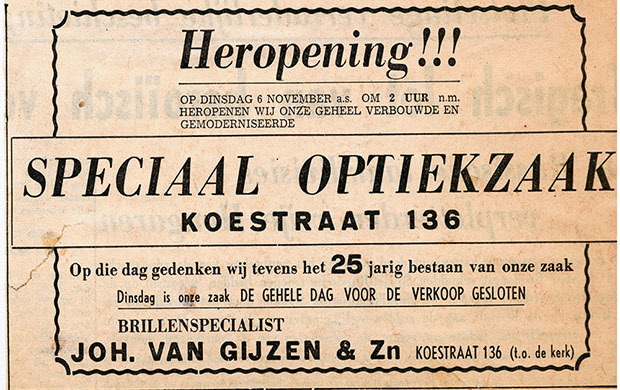 Heropening!!!
OP DINSDAG 6 NOVEMBER a.s. OM 2 UUR n.m.
HEROPENEN WIJ ONZE GEHEEL VERBOUWDE EN
GEMODERNISEERDE
SPECIAAL OPTIEKZAAK
KOESTRAAT 136
Op die dag gedenken wij tevens het 25 jarig bestaan van onze zaak
Dinsdag is onze zaak DE GEHELE DAG VOOR DE VERKOOP GESLOTEN
BRILLENSPECIALIST
JOH. VAN GIJZEN & Zn KOESTRAAT 136 (t.o. de kerk)